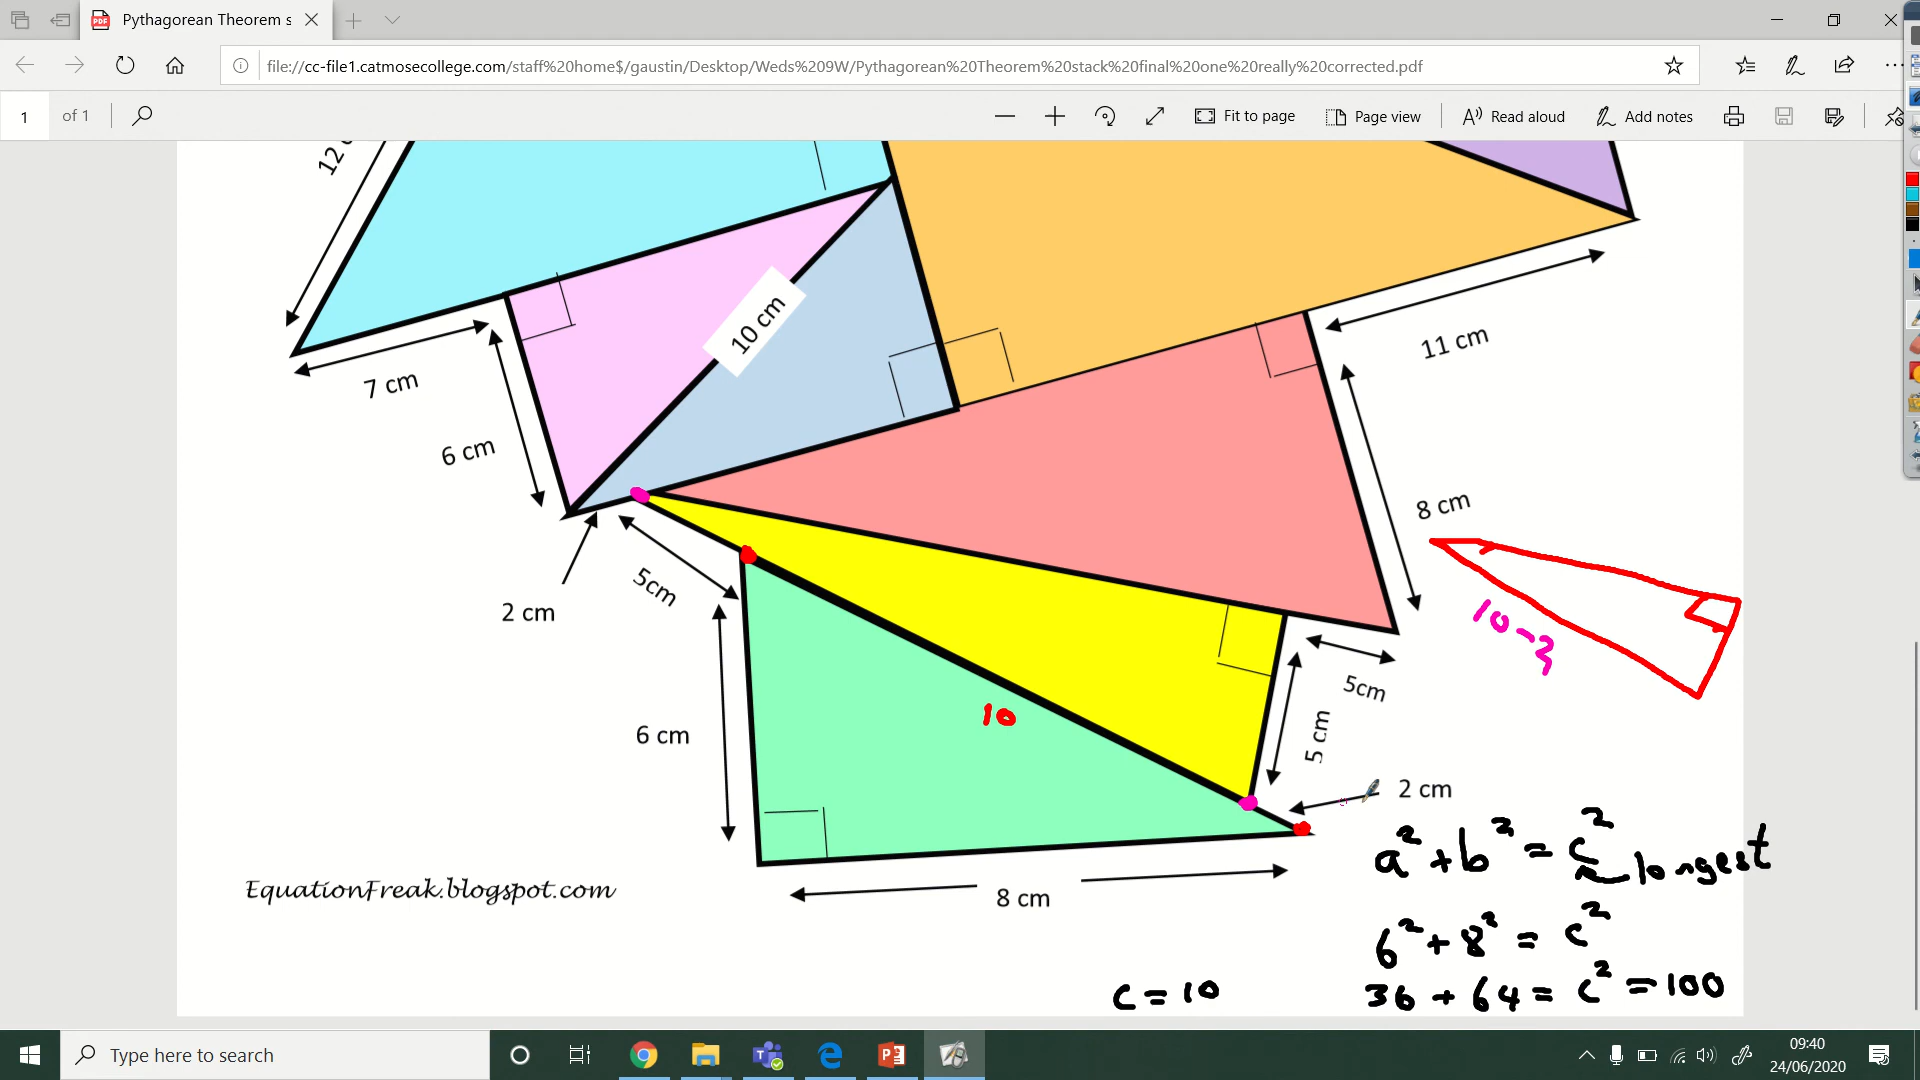 Pythagorean Theorem s
file://cc-file1.catmosecollege.com/staff%20home$/gaustin/Desktop/Weds%209W/Pythagorean%20Theorem%20stack%20final%20one%20really%20corrected.pdf
1 of 1
Fit to page
Page view
Read aloud
Add notes
12
10 cm
7 cm
11 cm
6 cm
8 cm
5cm
2 cm
10
5cm
6 cm
5 cm
2 cm
a² + b² = c² longest
EquationFreak.blogspot.com
8 cm
6² + 8² = c²
36 + 64 = c² = 100
c = 10
Type here to search
09:40
24/06/2020